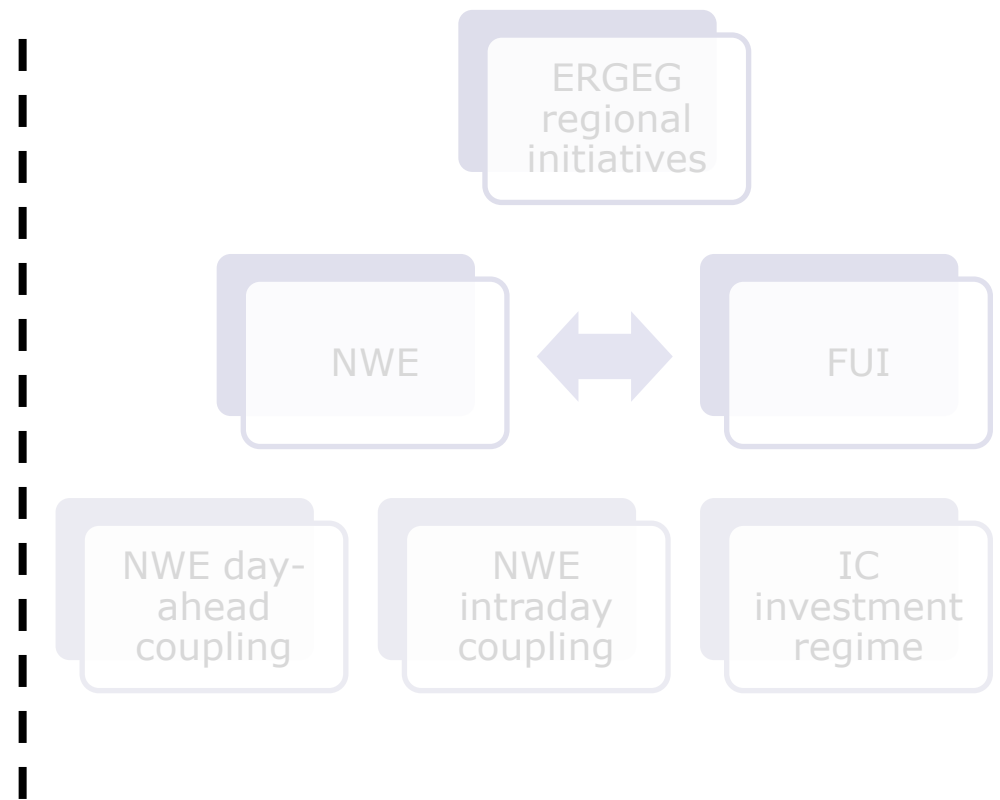 ERGEG
regional
initiatives
NWE
FUI
NWE day-
ahead
coupling
NWE
intraday
coupling
IC
investment
regime